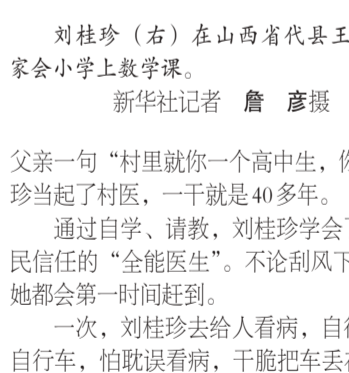 刘桂珍（右）在山西省代县王
家会小学上数学课。
新华社记者 詹 彦摄
父亲一句“村里就你一个高中生，你
珍当起了村医，一干就是40多年。
通过自学、请教，刘桂珍学会
民信任的“全能医生”。不论刮风下
她都会第一时间赶到。
一次，刘桂珍去给人看病，自行
自行车，怕耽误看病，干脆把车丢在